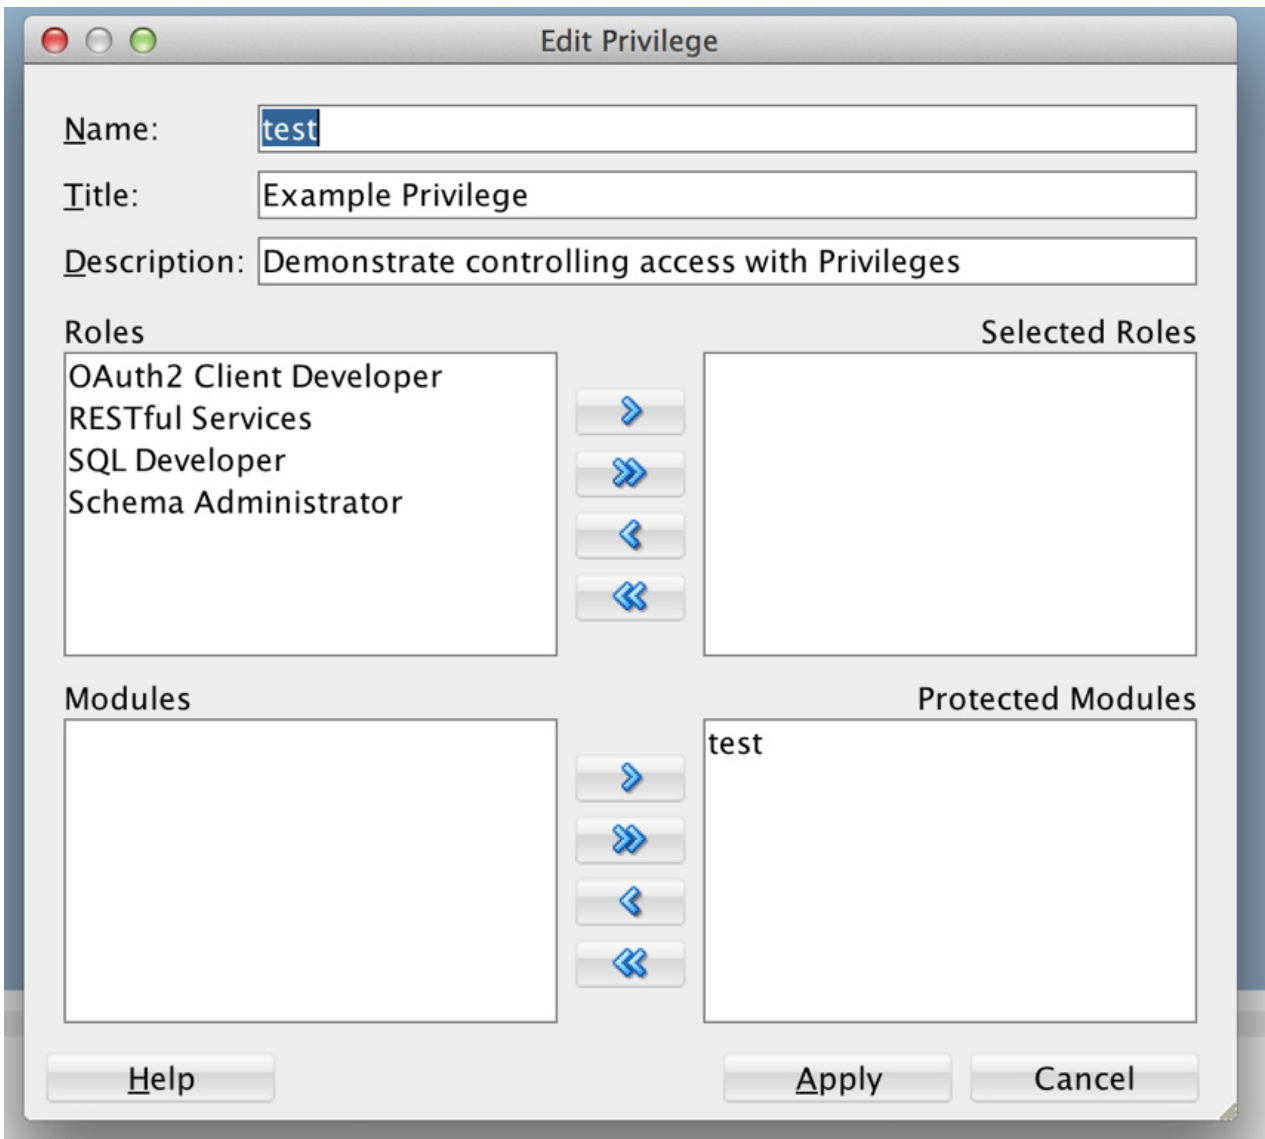 Edit Privilege
Name: test
Title: Example Privilege
Description: Demonstrate controlling access with Privileges
Roles
Selected Roles
OAuth2 Client Developer
RESTful Services
SQL Developer
Schema Administrator
Modules
Protected Modules
test
Help
Apply
Cancel